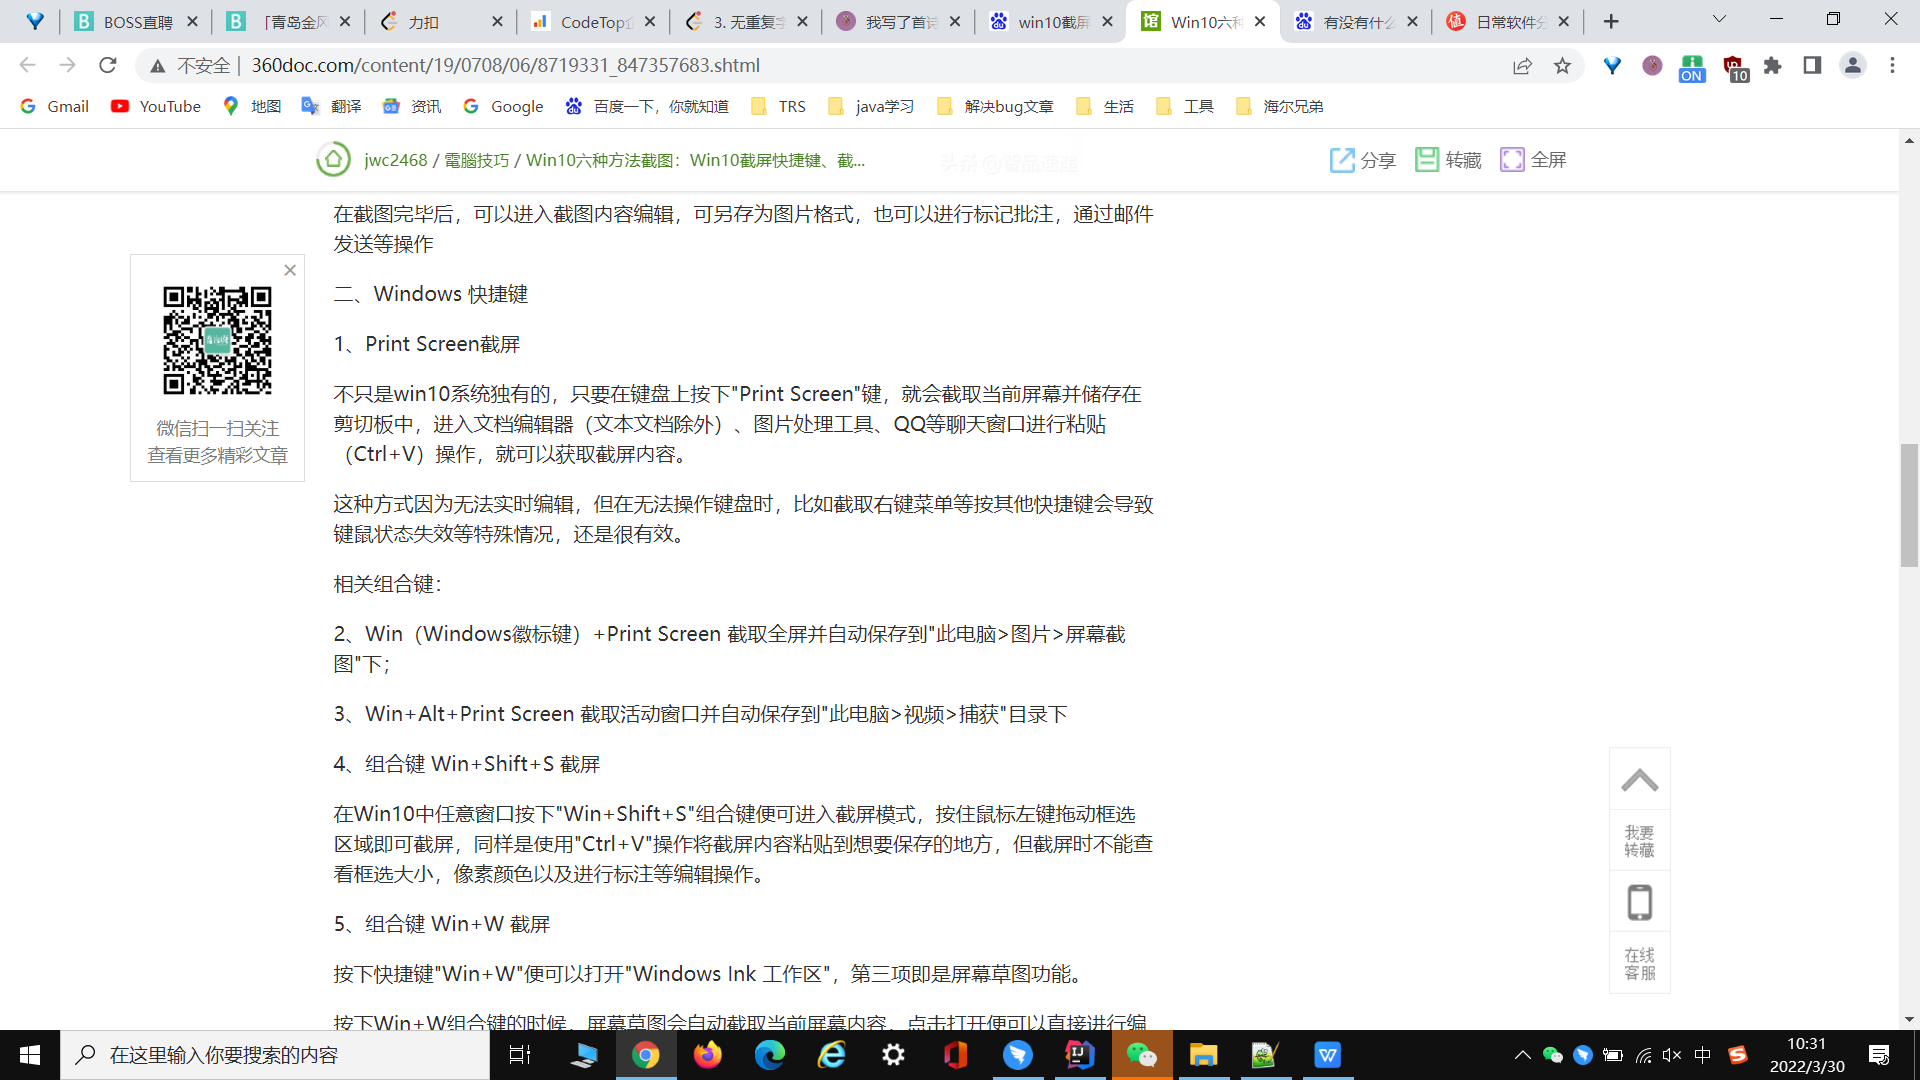 BOSS直聘
「青岛金
力扣
CodeTop
3. 无重复
我写了首
win10截屏
Win10六
有没有什么
日常软件
不安全
360doc.com/content/19/0708/06/8719331_847357683.shtml
ON
10
Gmail
YouTube
地图
翻译
资讯
Google
百度一下，你就知道
TRS
java学习
解决bug文章
生活
工具
海尔兄弟
jwc2468 / 電腦技巧 / Win10六种方法截图：Win10截屏快捷键、截...
分享
转藏
全屏
在截图完毕后，可以进入截图内容编辑，可另存为图片格式，也可以进行标记批注，通过邮件
发送等操作
微信扫一扫关注
查看更多精彩文章
二、Windows 快捷键
1、Print Screen截屏
不只是win10系统独有的，只要在键盘上按下"Print Screen"键，就会截取当前屏幕并储存在
剪切板中，进入文档编辑器（文本文档除外）、图片处理工具、QQ等聊天窗口进行粘贴
（Ctrl+V）操作，就可以获取截屏内容。
这种方式因为无法实时编辑，但在无法操作键盘时，比如截取右键菜单等按其他快捷键会导致
键鼠状态失效等特殊情况，还是很有效。
相关组合键：
2、Win（Windows徽标键）+Print Screen 截取全屏并自动保存到"此电脑>图片>屏幕截
图"下；
3、Win+Alt+Print Screen 截取活动窗口并自动保存到"此电脑>视频>捕获"目录下
4、组合键 Win+Shift+S 截屏
在Win10中任意窗口按下"Win+Shift+S"组合键便可进入截屏模式，按住鼠标左键拖动框选
区域即可截屏，同样是使用"Ctrl+V"操作将截屏内容粘贴到想要保存的地方，但截屏时不能查
看框选大小，像素颜色以及进行标注等编辑操作。
5、组合键 Win+W 截屏
按下快捷键"Win+W"便可以打开"Windows Ink 工作区"，第三项即是屏幕草图功能。
按下Win+W组合键的时候，屏幕草图会自动截取当前屏幕内容，点击打开便可以直接进行编
我要
转藏
在线
客服
在这里输入你要搜索的内容
中
10:31
2022/3/30